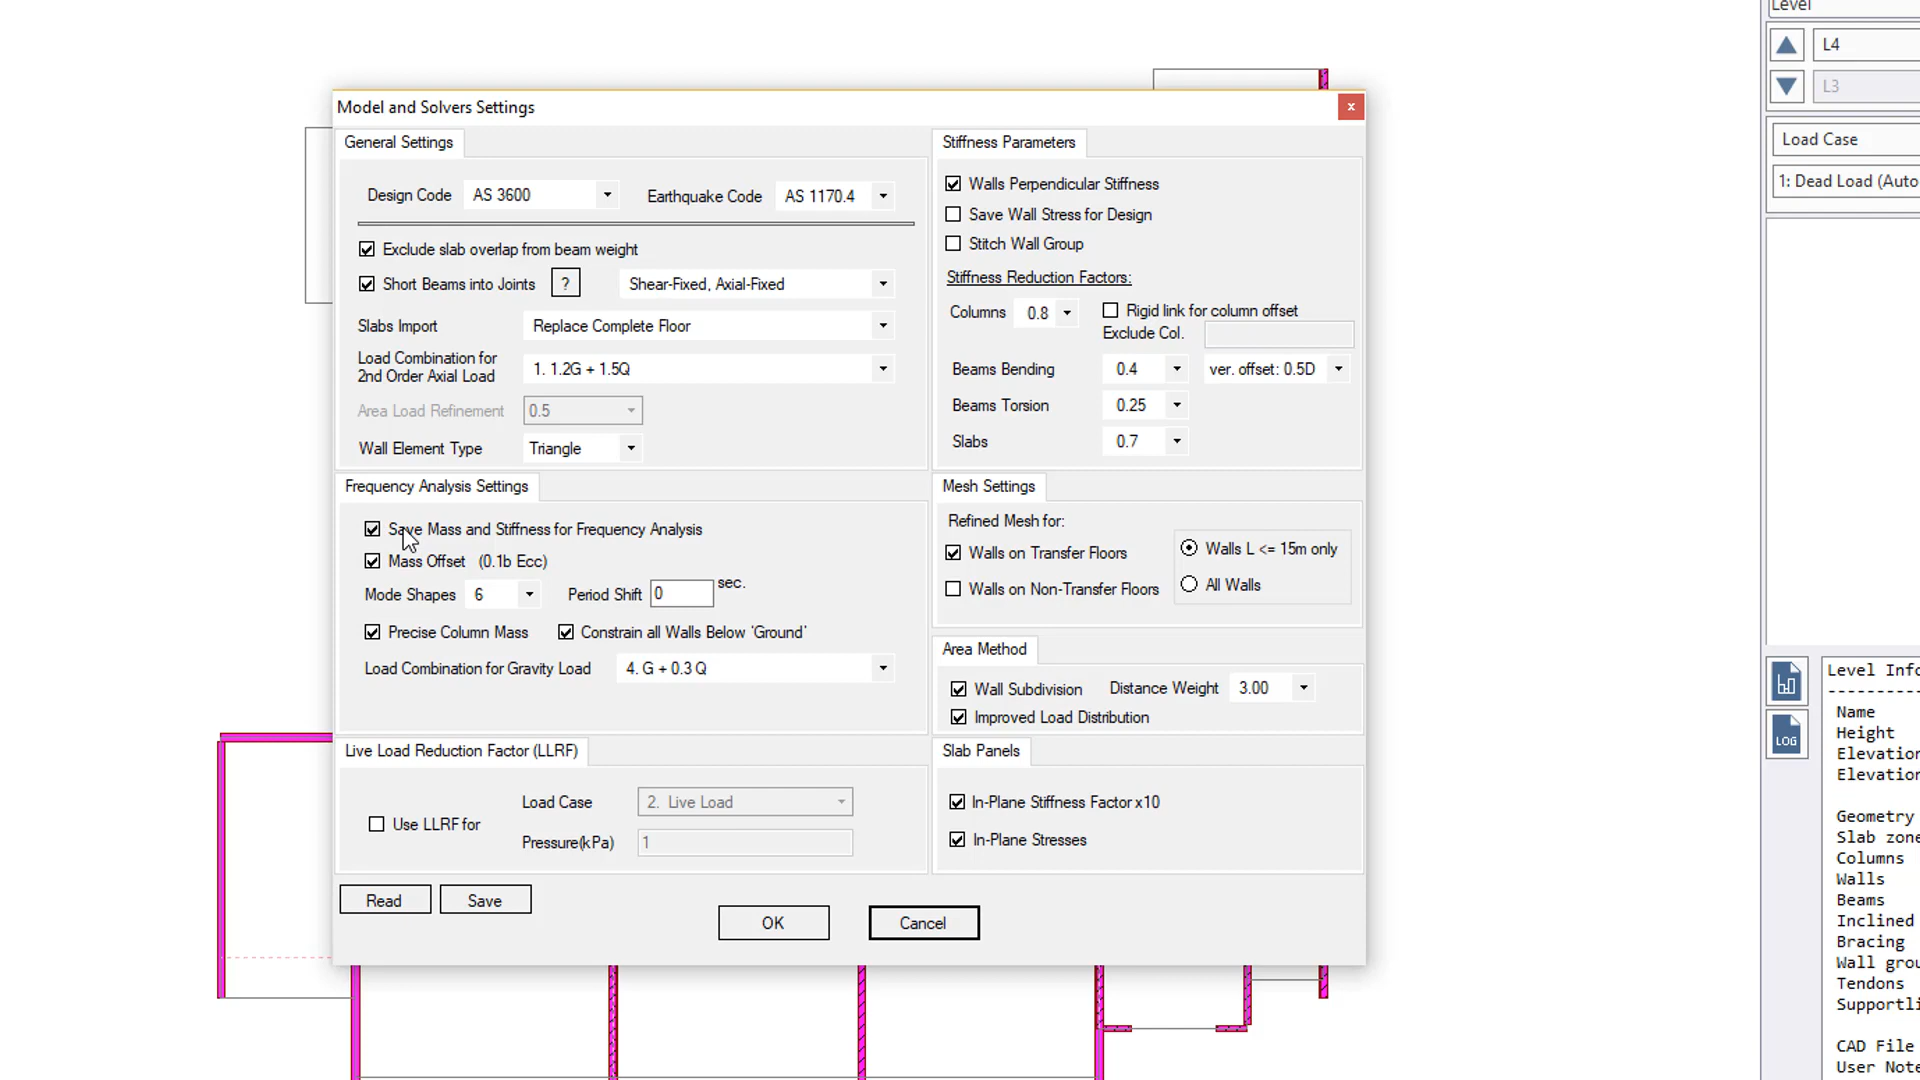 Level
L4
L3
Load Case
1: Dead Load (Auto
Model and Solvers Settings
x
General Settings
Design Code AS 3600 Earthquake Code AS 1170.4
Exclude slab overlap from beam weight
Short Beams into Joints ? Shear-Fixed, Axial-Fixed
Slabs Import Replace Complete Floor
Load Combination for
2nd Order Axial Load 1. 1.2G + 1.5Q
Area Load Refinement 0.5
Wall Element Type Triangle
Stiffness Parameters
Walls Perpendicular Stiffness
Save Wall Stress for Design
Stitch Wall Group
Stiffness Reduction Factors:
Columns 0.8 Rigid link for column offset
Exclude Col.
Beams Bending 0.4 ver. offset: 0.5D
Beams Torsion 0.25
Slabs 0.7
Frequency Analysis Settings
Save Mass and Stiffness for Frequency Analysis
Mass Offset (0.1b Ecc)
Mode Shapes 6 Period Shift 0 sec.
Precise Column Mass Constrain all Walls Below 'Ground'
Load Combination for Gravity Load 4. G + 0.3 Q
Mesh Settings
Refined Mesh for:
Walls on Transfer Floors Walls L <= 15m only
Walls on Non-Transfer Floors All Walls
Area Method
Wall Subdivision Distance Weight 3.00
Improved Load Distribution
Live Load Reduction Factor (LLRF)
Use LLRF for
Load Case 2. Live Load
Pressure(kPa) 1
Slab Panels
In-Plane Stiffness Factor x10
In-Plane Stresses
Read Save
OK Cancel
LOG
Level Info
--------
Name
Height
Elevation
Elevation
Geometry
Slab zone
Columns
Walls
Beams
Inclined
Bracing
Wall grou
Tendons
Supportli
CAD File
User Note